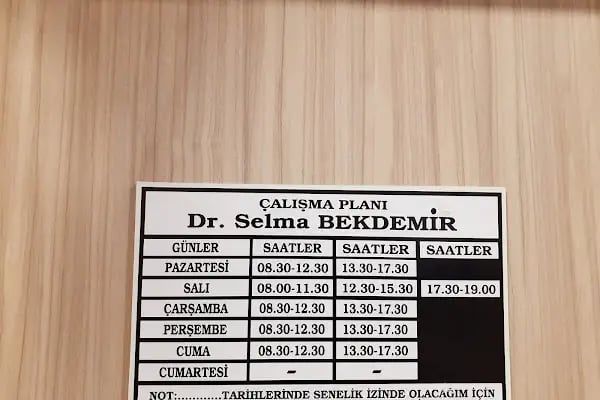 ÇALIŞMA PLANI
Dr. Selma BEKDEMİR
GÜNLER SAATLER SAATLER SAATLER
PAZARTESİ 08.30-12.30 13.30-17.30
SALI 08.00-11.30 12.30-15.30 17.30-19.00
ÇARŞAMBA 08.30-12.30 13.30-17.30
PERŞEMBE 08.30-12.30 13.30-17.30
CUMA 08.30-12.30 13.30-17.30
CUMARTESİ - -
NOT:............TARİHLERİNDE SENELİK İZİNDE OLACAĞIM İÇİN